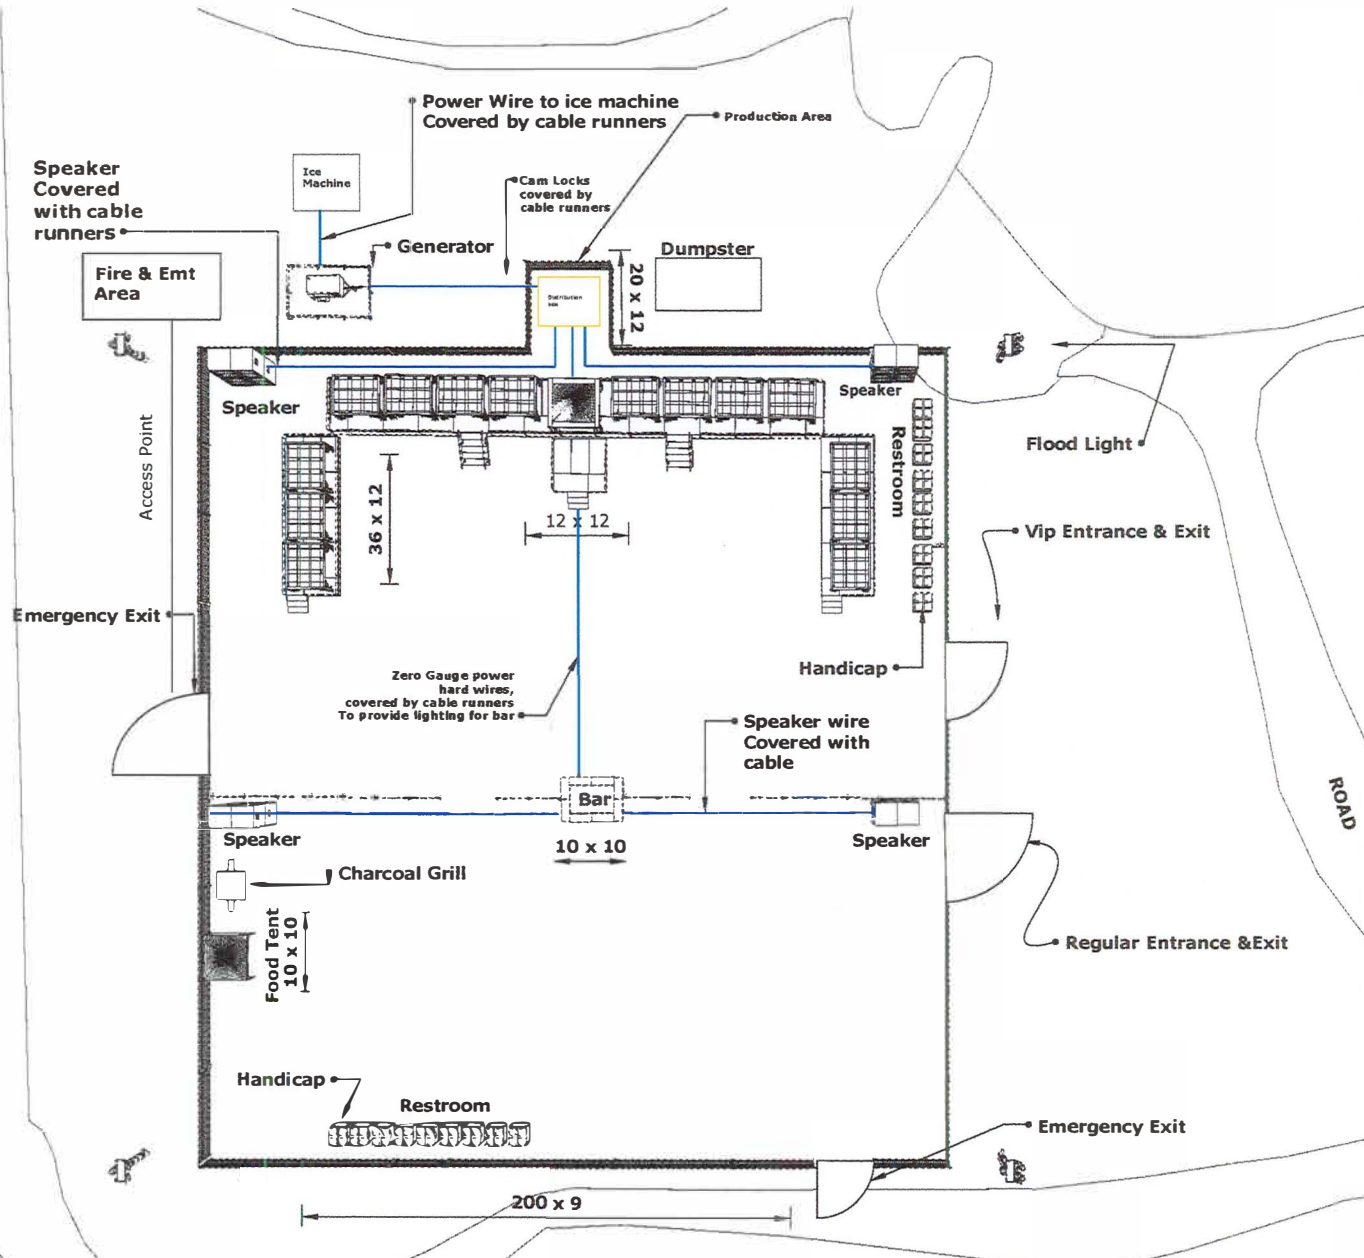 Power Wire to ice machine
Covered by cable runners
Production Area
Speaker
Covered
with cable
runners
Ice
Machine
Cam Locks
covered by
cable runners
Generator
Dumpster
Fire & Emt
Area
Distribution
box
20 x 12
Speaker
Speaker
Flood Light
Access Point
Restroom
36 x 12
12 x 12
Vip Entrance & Exit
Emergency Exit
Handicap
Zero Gauge power
hard wires,
covered by cable runners
To provide lighting for bar
Speaker wire
Covered with
cable
Bar
ROAD
Speaker
Speaker
10 x 10
Charcoal Grill
Food Tent
10 x 10
Regular Entrance &Exit
Handicap
Restroom
Emergency Exit
200 x 9